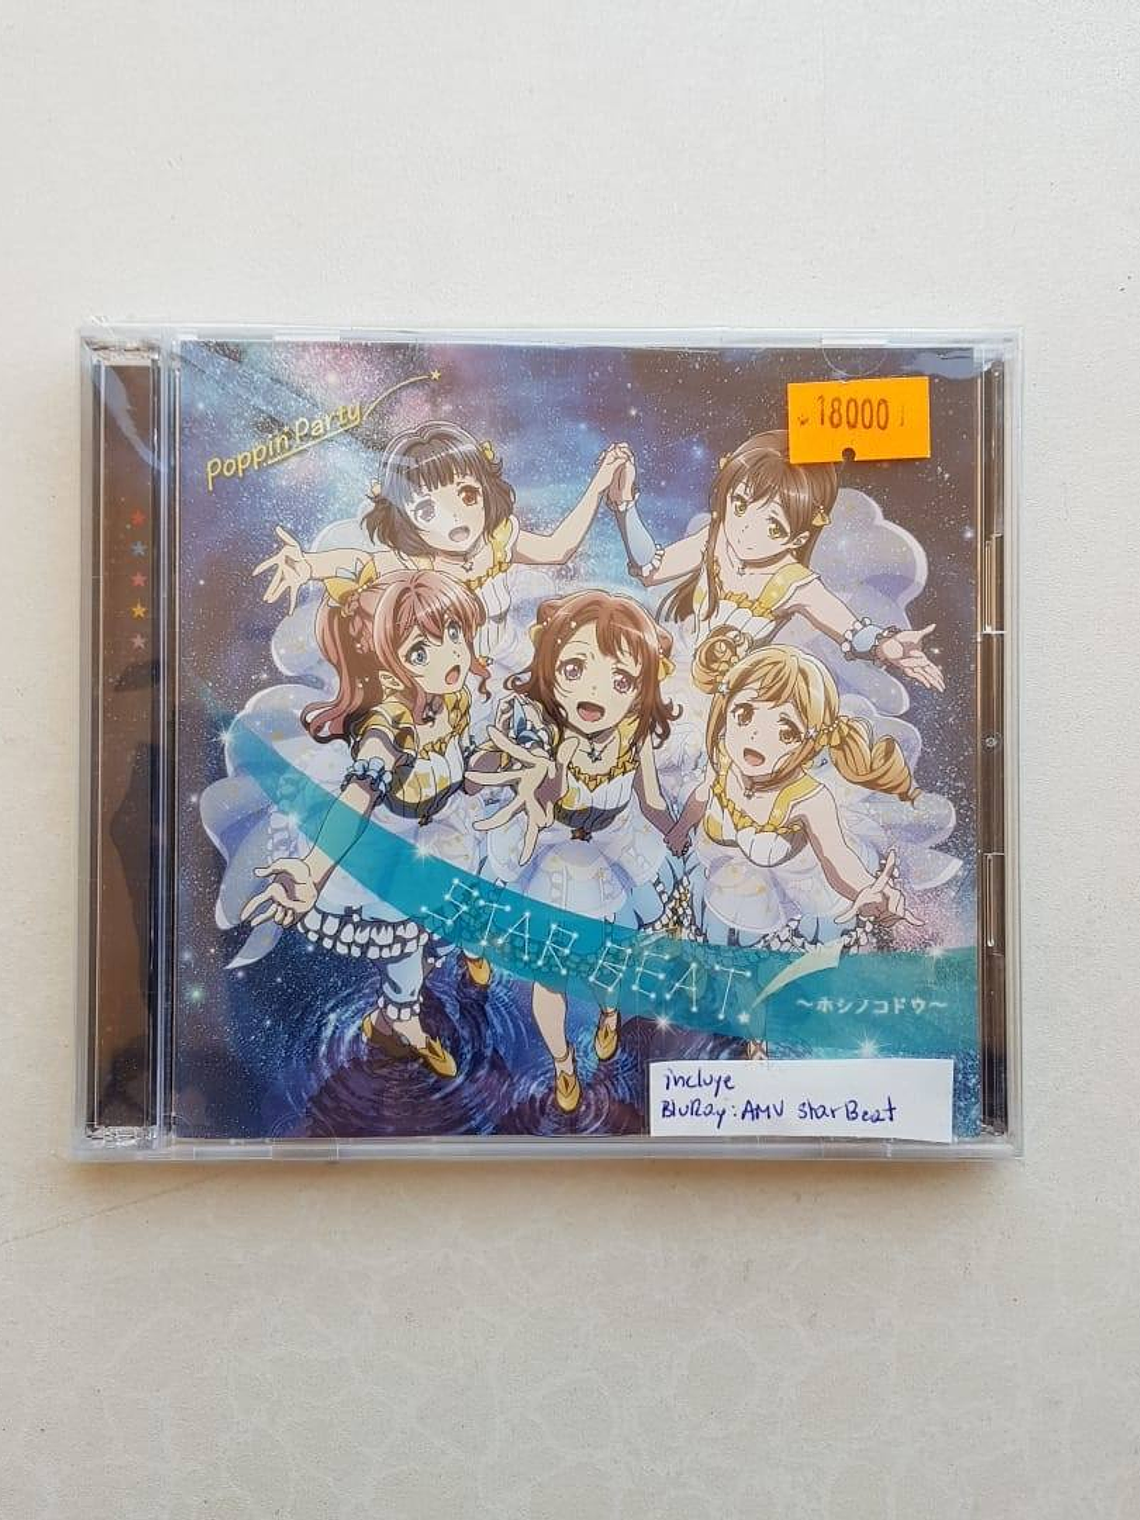 Poppin'Party
18000
STAR BEAT!
～ホシノコドウ～
incluye
BluRay: AMV starBeat